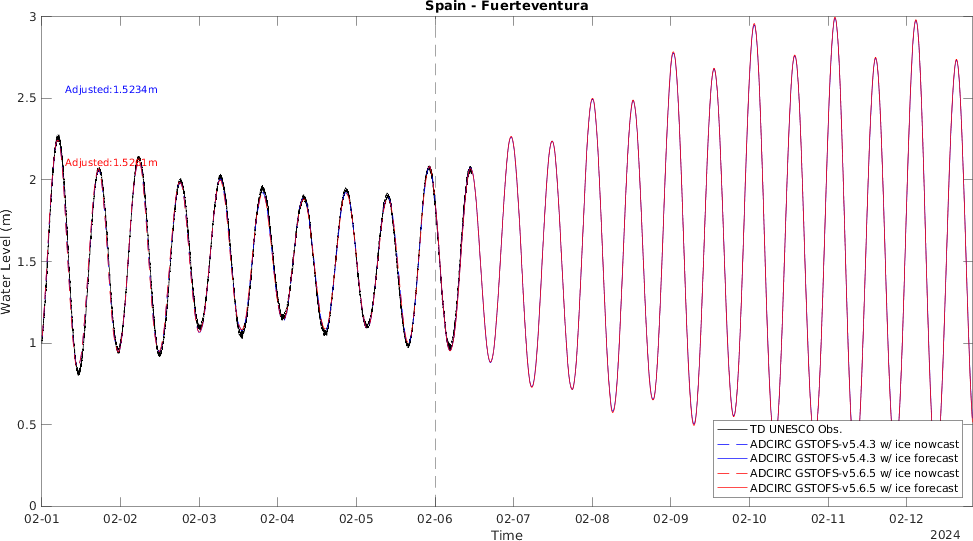 Spain - Fuerteventura
3
2.5
2
1.5
1
0.5
0
Water Level (m)
Adjusted:1.5234m
TD UNESCO Obs.
ADCIRC GSTOFS-v5.4.3 w/ ice nowcast
ADCIRC GSTOFS-v5.4.3 w/ ice forecast
ADCIRC GSTOFS-v5.6.5 w/ ice nowcast
ADCIRC GSTOFS-v5.6.5 w/ ice forecast
02-01 02-02 02-03 02-04 02-05 02-06 02-07 02-08 02-09 02-10 02-11 02-12
Time
2024